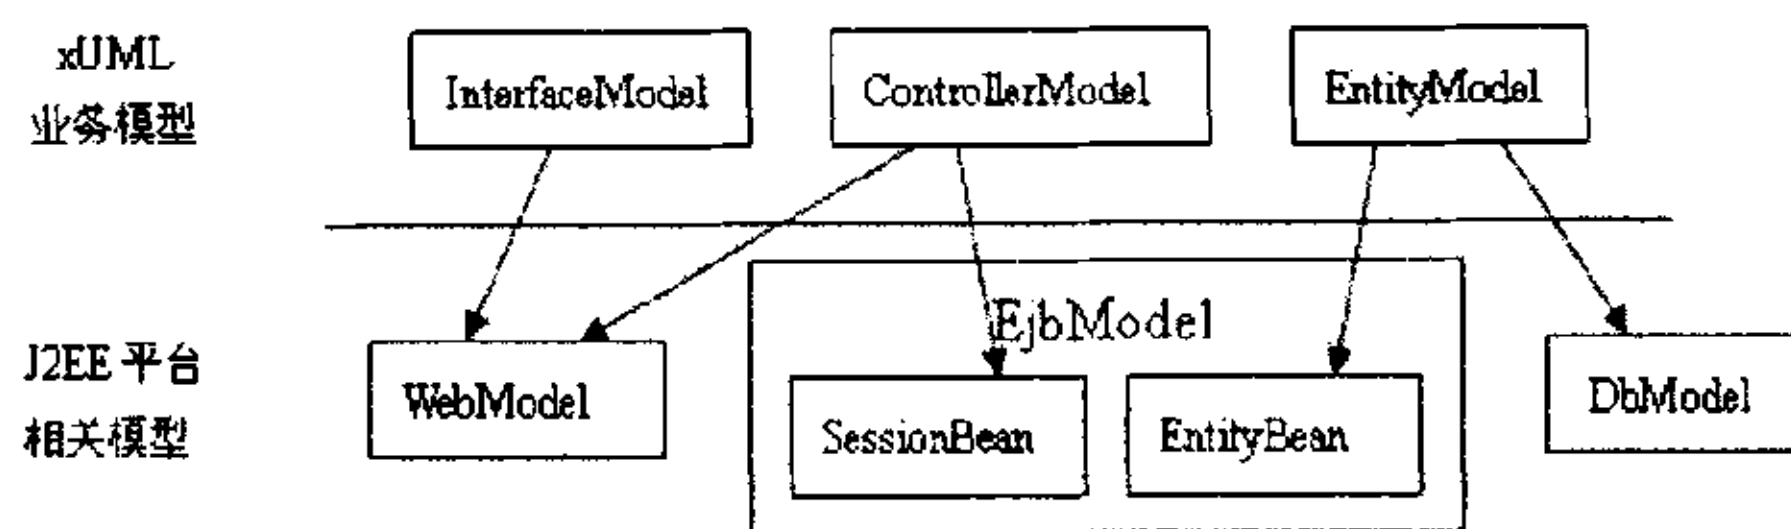 xUML
业务模型
InterfaceModel
ControllerModel
EntityModel
J2EE 平台
相关模型
WebModel
EjbModel
SessionBean
EntityBean
DbModel